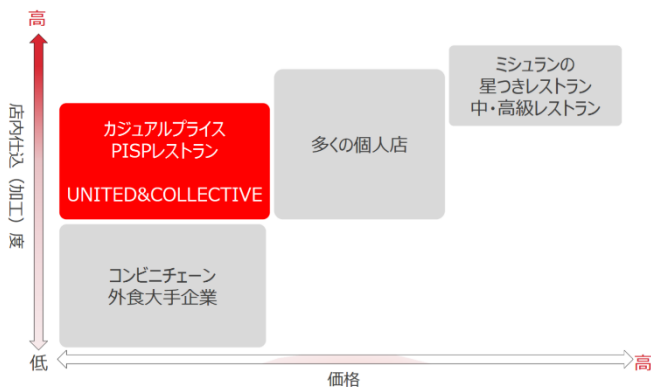 高
店内仕込（加工）度
低
カジュアルプライス
PISPレストラン
UNITED&COLLECTIVE
多くの個人店
ミシュランの
星つきレストラン
中・高級レストラン
コンビニチェーン
外食大手企業
価格
高